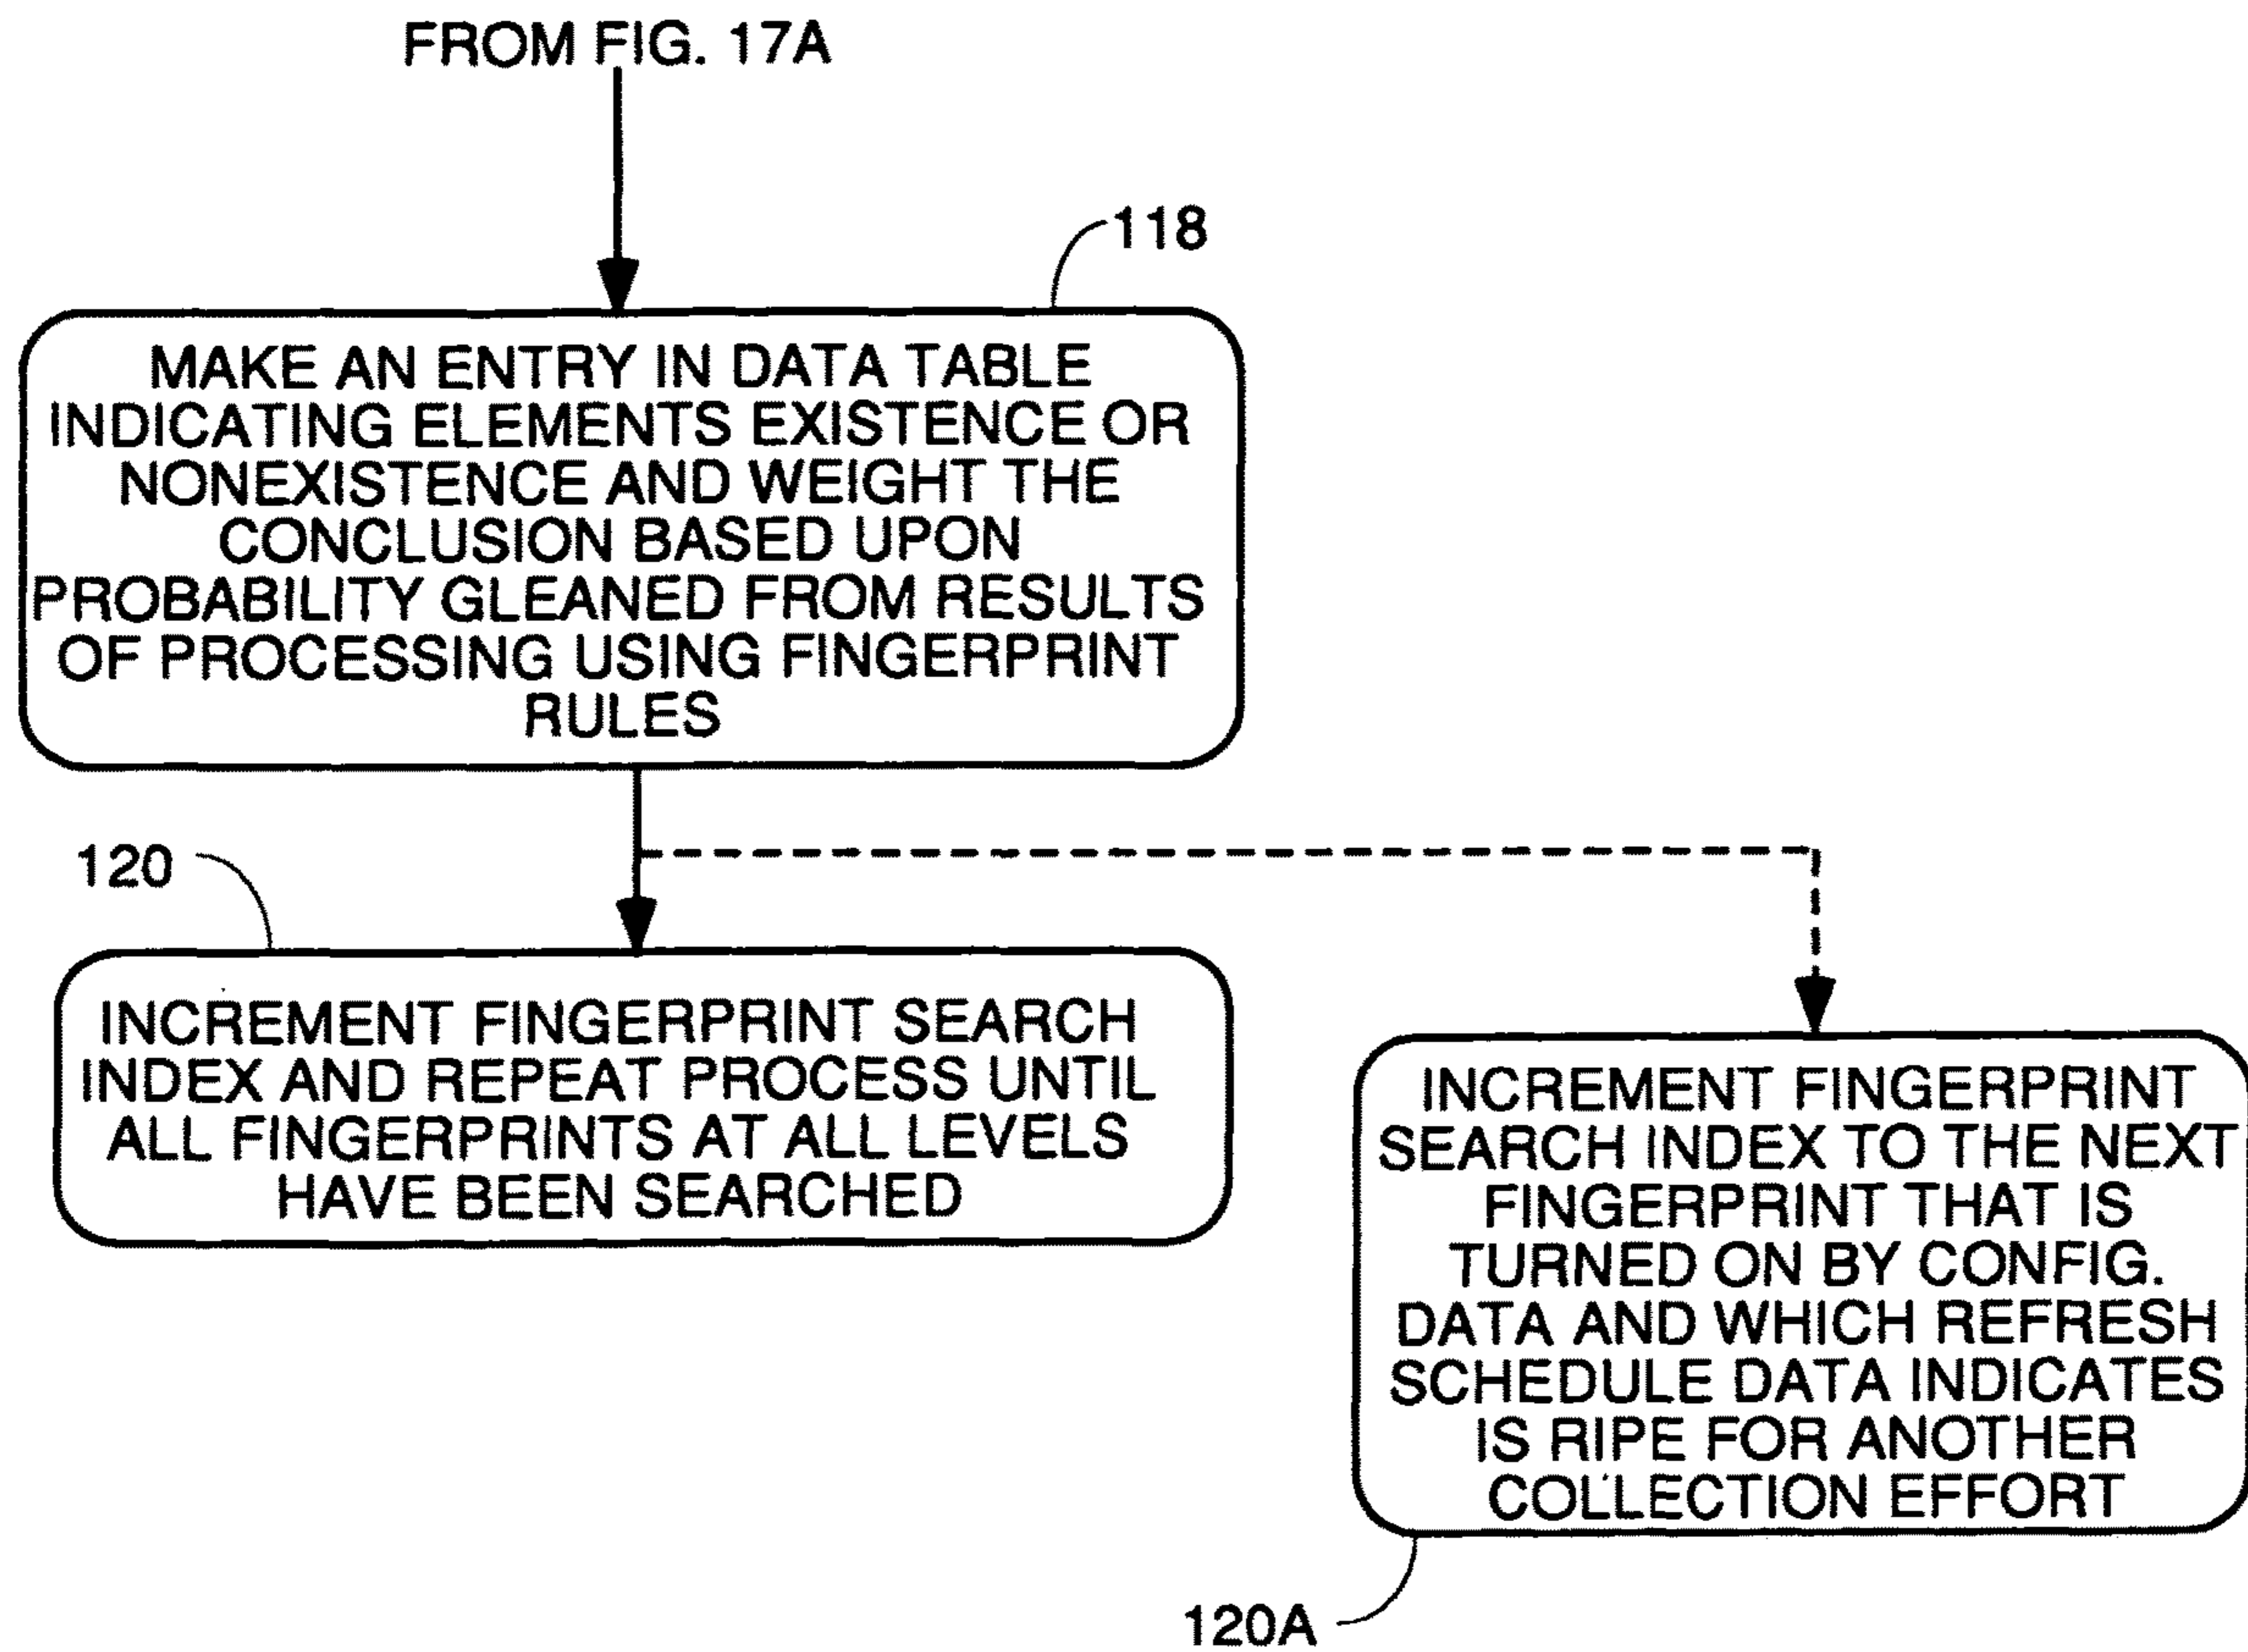 FROM FIG. 17A
118
MAKE AN ENTRY IN DATA TABLE
INDICATING ELEMENTS EXISTENCE OR
NONEXISTENCE AND WEIGHT THE
CONCLUSION BASED UPON
PROBABILITY GLEANED FROM RESULTS
OF PROCESSING USING FINGERPRINT
RULES
120
INCREMENT FINGERPRINT SEARCH
INDEX AND REPEAT PROCESS UNTIL
ALL FINGERPRINTS AT ALL LEVELS
HAVE BEEN SEARCHED
INCREMENT FINGERPRINT
SEARCH INDEX TO THE NEXT
FINGERPRINT THAT IS
TURNED ON BY CONFIG.
DATA AND WHICH REFRESH
SCHEDULE DATA INDICATES
IS RIPE FOR ANOTHER
COLLECTION EFFORT
120A